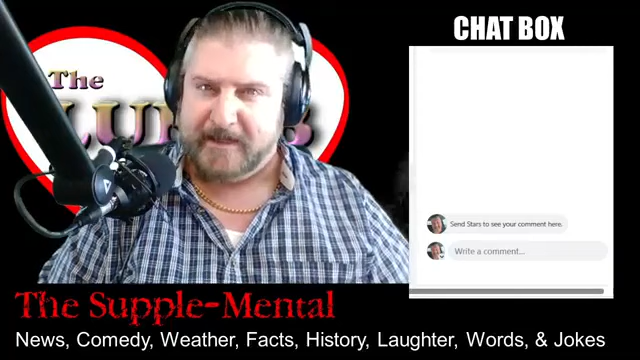 CHAT BOX
The
Send Stars to see your comment here.
Write a comment...
The Supple-Mental
News, Comedy, Weather, Facts, History, Laughter, Words, & Jokes